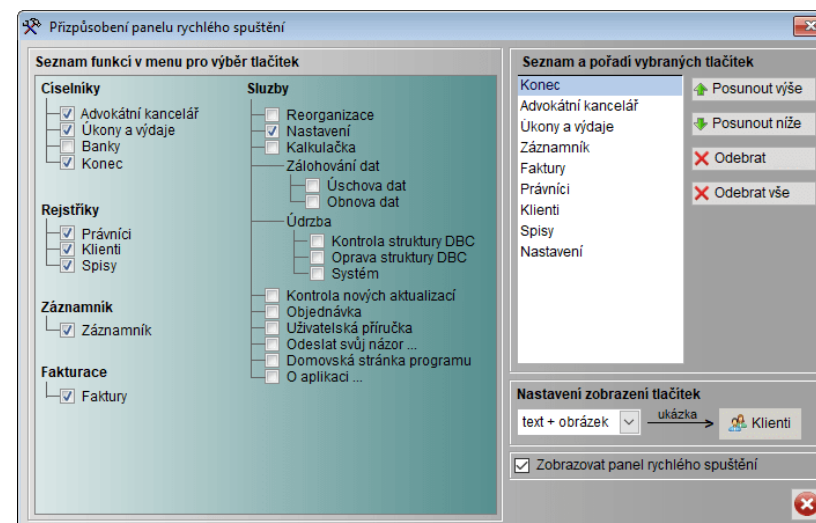 Přizpůsobení panelu rychlého spuštění
Seznam funkcí v menu pro výběr tlačítek
Číselníky
Advokátní kancelář
Úkony a výdaje
Banky
Konec
Rejstříky
Právníci
Klienti
Spisy
Záznamník
Záznamník
Fakturace
Faktury
Služby
Reorganizace
Nastavení
Kalkulačka
Zálohování dat
Úschova dat
Obnova dat
Údržba
Kontrola struktury DBC
Oprava struktury DBC
Systém
Kontrola nových aktualizací
Objednávka
Uživatelská příručka
Odeslat svůj názor ...
Domovská stránka programu
O aplikaci ...
Seznam a pořadí vybraných tlačítek
Konec
Advokátní kancelář
Úkony a výdaje
Záznamník
Faktury
Právníci
Klienti
Spisy
Nastavení
Posunout výše
Posunout níže
Odebrat
Odebrat vše
Nastavení zobrazení tlačítek
text + obrázek
ukázka
Klienti
Zobrazovat panel rychlého spuštění